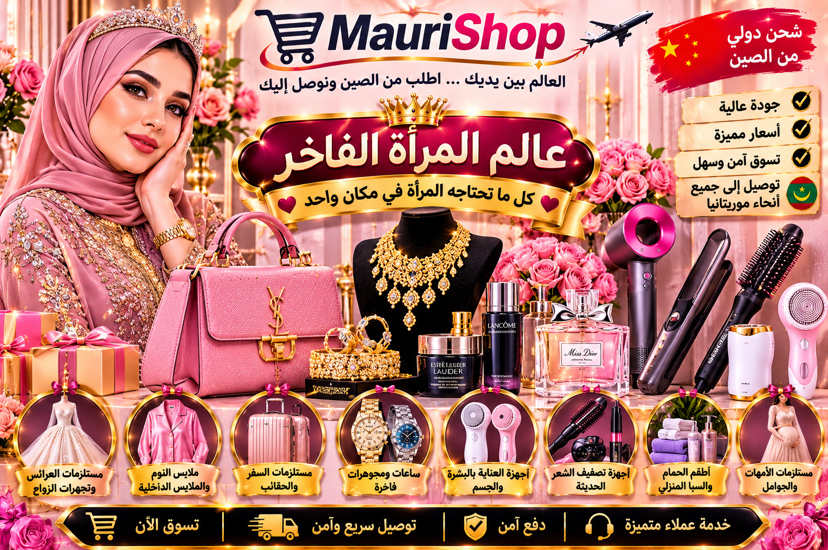 MauriShop
العالم بين يديك ... اطلب من الصين ونوصل إليك
شحن دولي
من الصين
جودة عالية
أسعار مميزة
تسوق آمن وسهل
توصيل إلى جميع
أنحاء موريتانيا
عالم المرأة الفاخر
كل ما تحتاجه المرأة في مكان واحد
YSL
ESTEE LAUDER
LAUDER
LANCÔME
Miss Dior
مستلزمات العرائس
وتجهرات الزواج
ملابس النوم
والملابس الداخلية
مستلزمات السفر
والحقائب
ساعات ومجوهرات
فاخرة
أجهزة العناية بالبشرة
والجسم
أجهزة تصفيف الشعر
الحديثة
أطقم الحمام
والسبا المنزلي
مستلزمات الأمهات
والحوامل
تسوق الآن
توصيل سريع وآمن
دفع آمن
خدمة عملاء متميزة